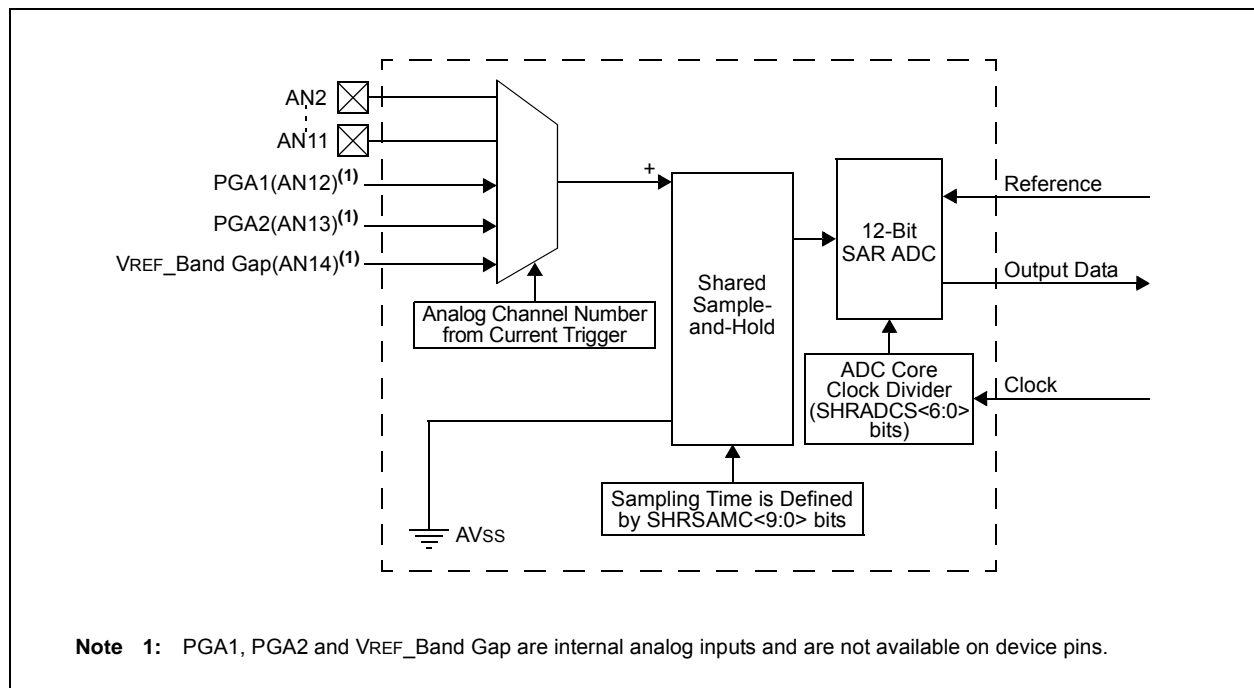 AN2
AN11
PGA1(AN12)(1)
PGA2(AN13)(1)
VREF_Band Gap(AN14)(1)
Analog Channel Number
from Current Trigger
+
Shared
Sample-
and-Hold
12-Bit
SAR ADC
Reference
Output Data
ADC Core
Clock Divider
(SHRADCS<6:0>
bits)
Clock
Sampling Time is Defined
by SHRSAMC<9:0> bits
AVSS
Note 1: PGA1, PGA2 and VREF_Band Gap are internal analog inputs and are not available on device pins.